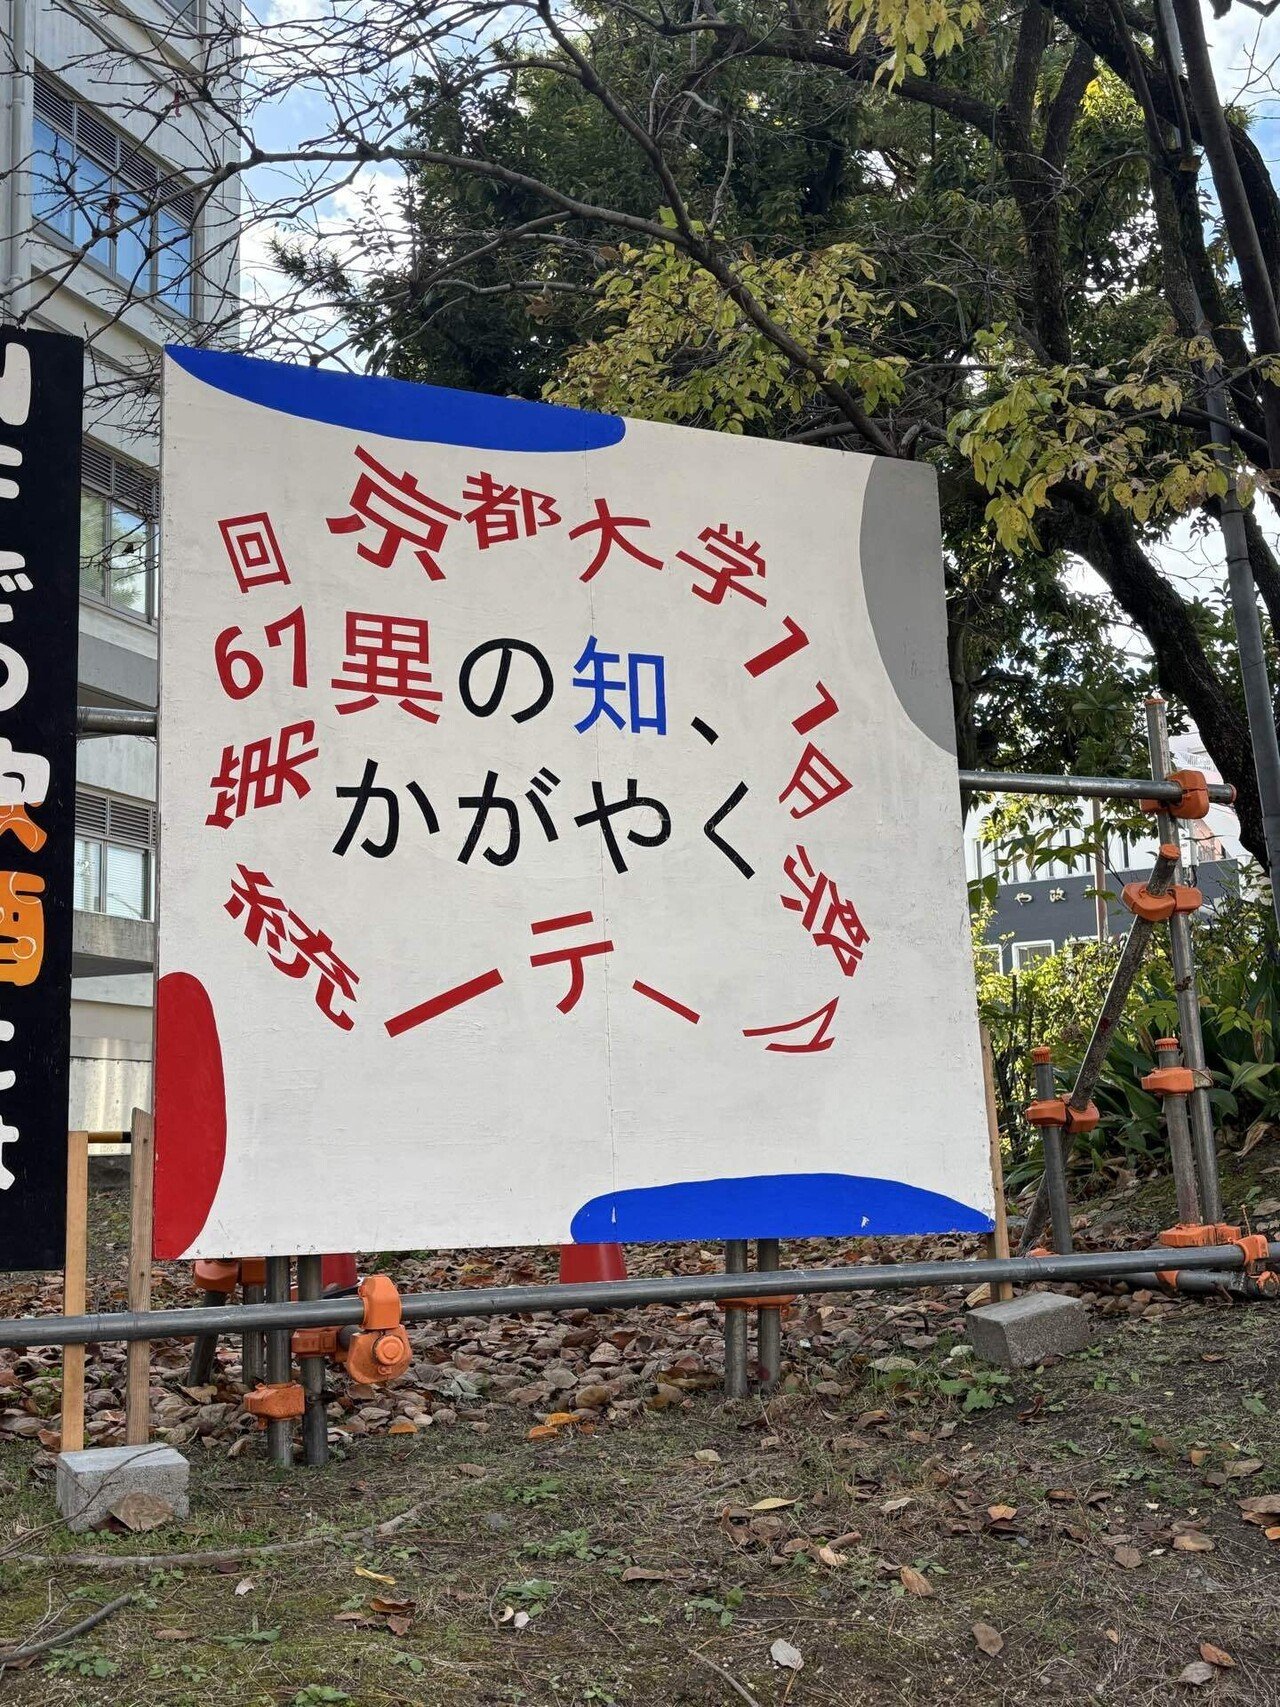 第67回
京都大学11月祭
統一テーマ
異の知、
かがやく